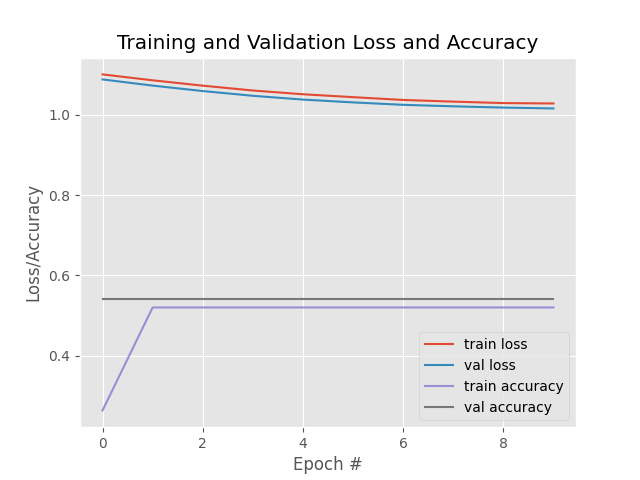 Training and Validation Loss and Accuracy
1.0
0.8
0.6
0.4
Loss/Accuracy
train loss
val loss
train accuracy
val accuracy
0 2 4 6 8
Epoch #